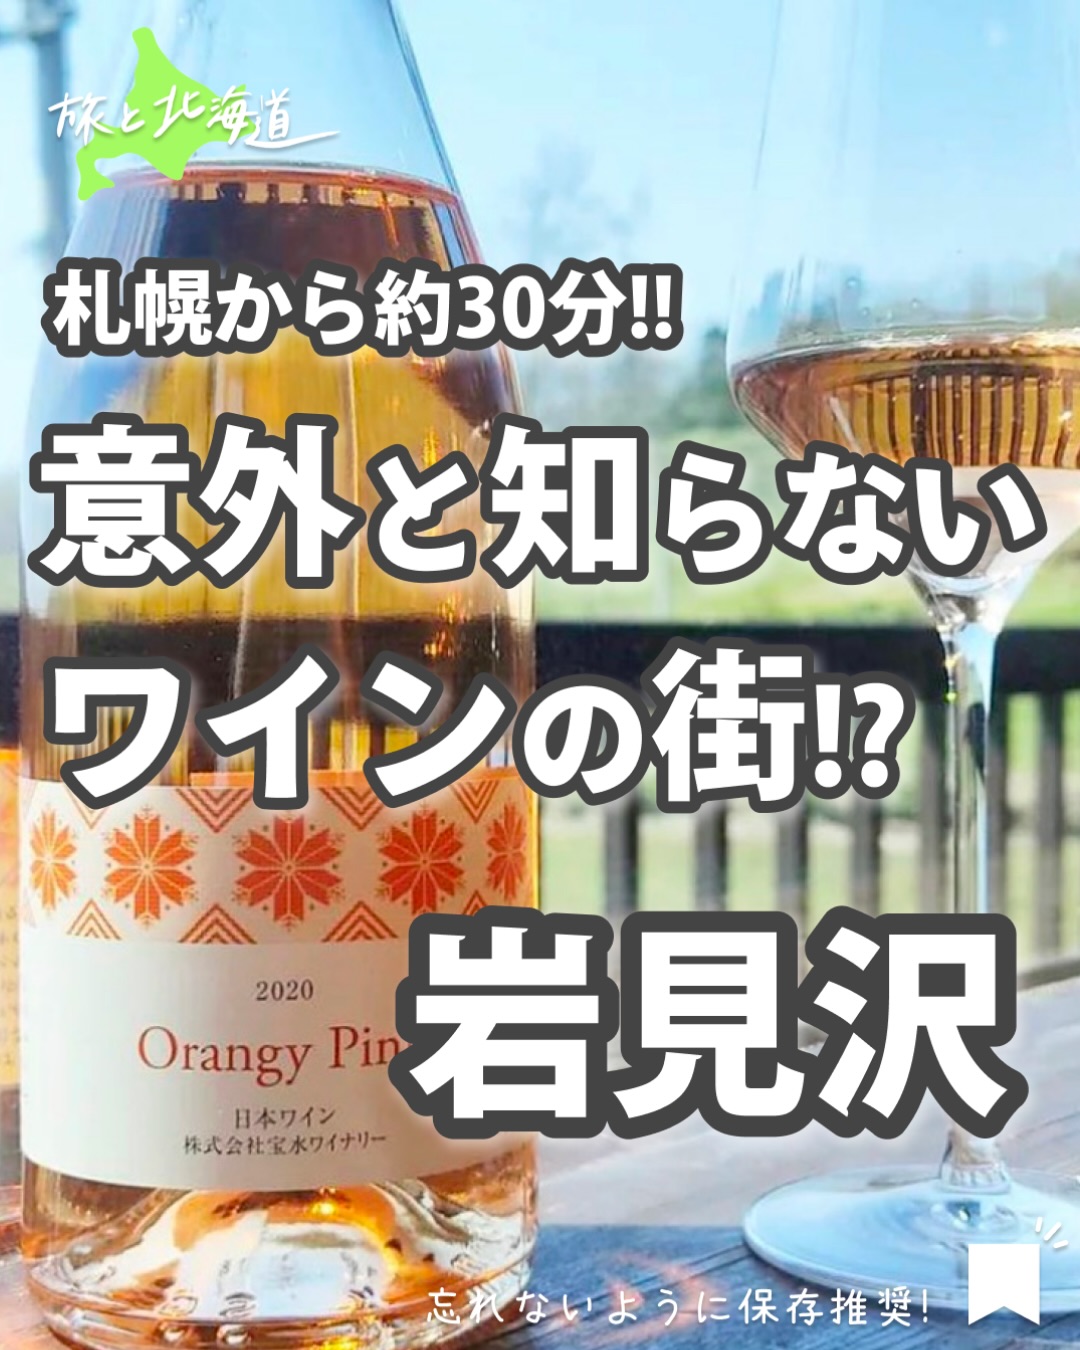 旅と北海道
札幌から約30分!!
意外と知らない
ワインの街!?
岩見沢
2020
Orangy Pin
日本ワイン
株式会社宝水ワイナリー
忘れないように保存推奨!